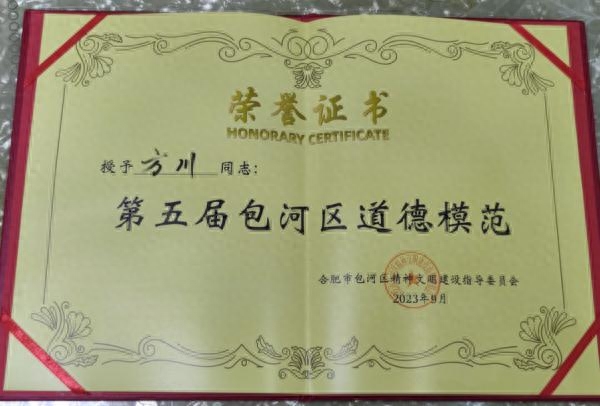 荣誉证书
HONORARY CERTIFICATE
授予 方川 同志：
第五届包河区道德模范
合肥市包河区精神文明建设指导委员会
2023年9月